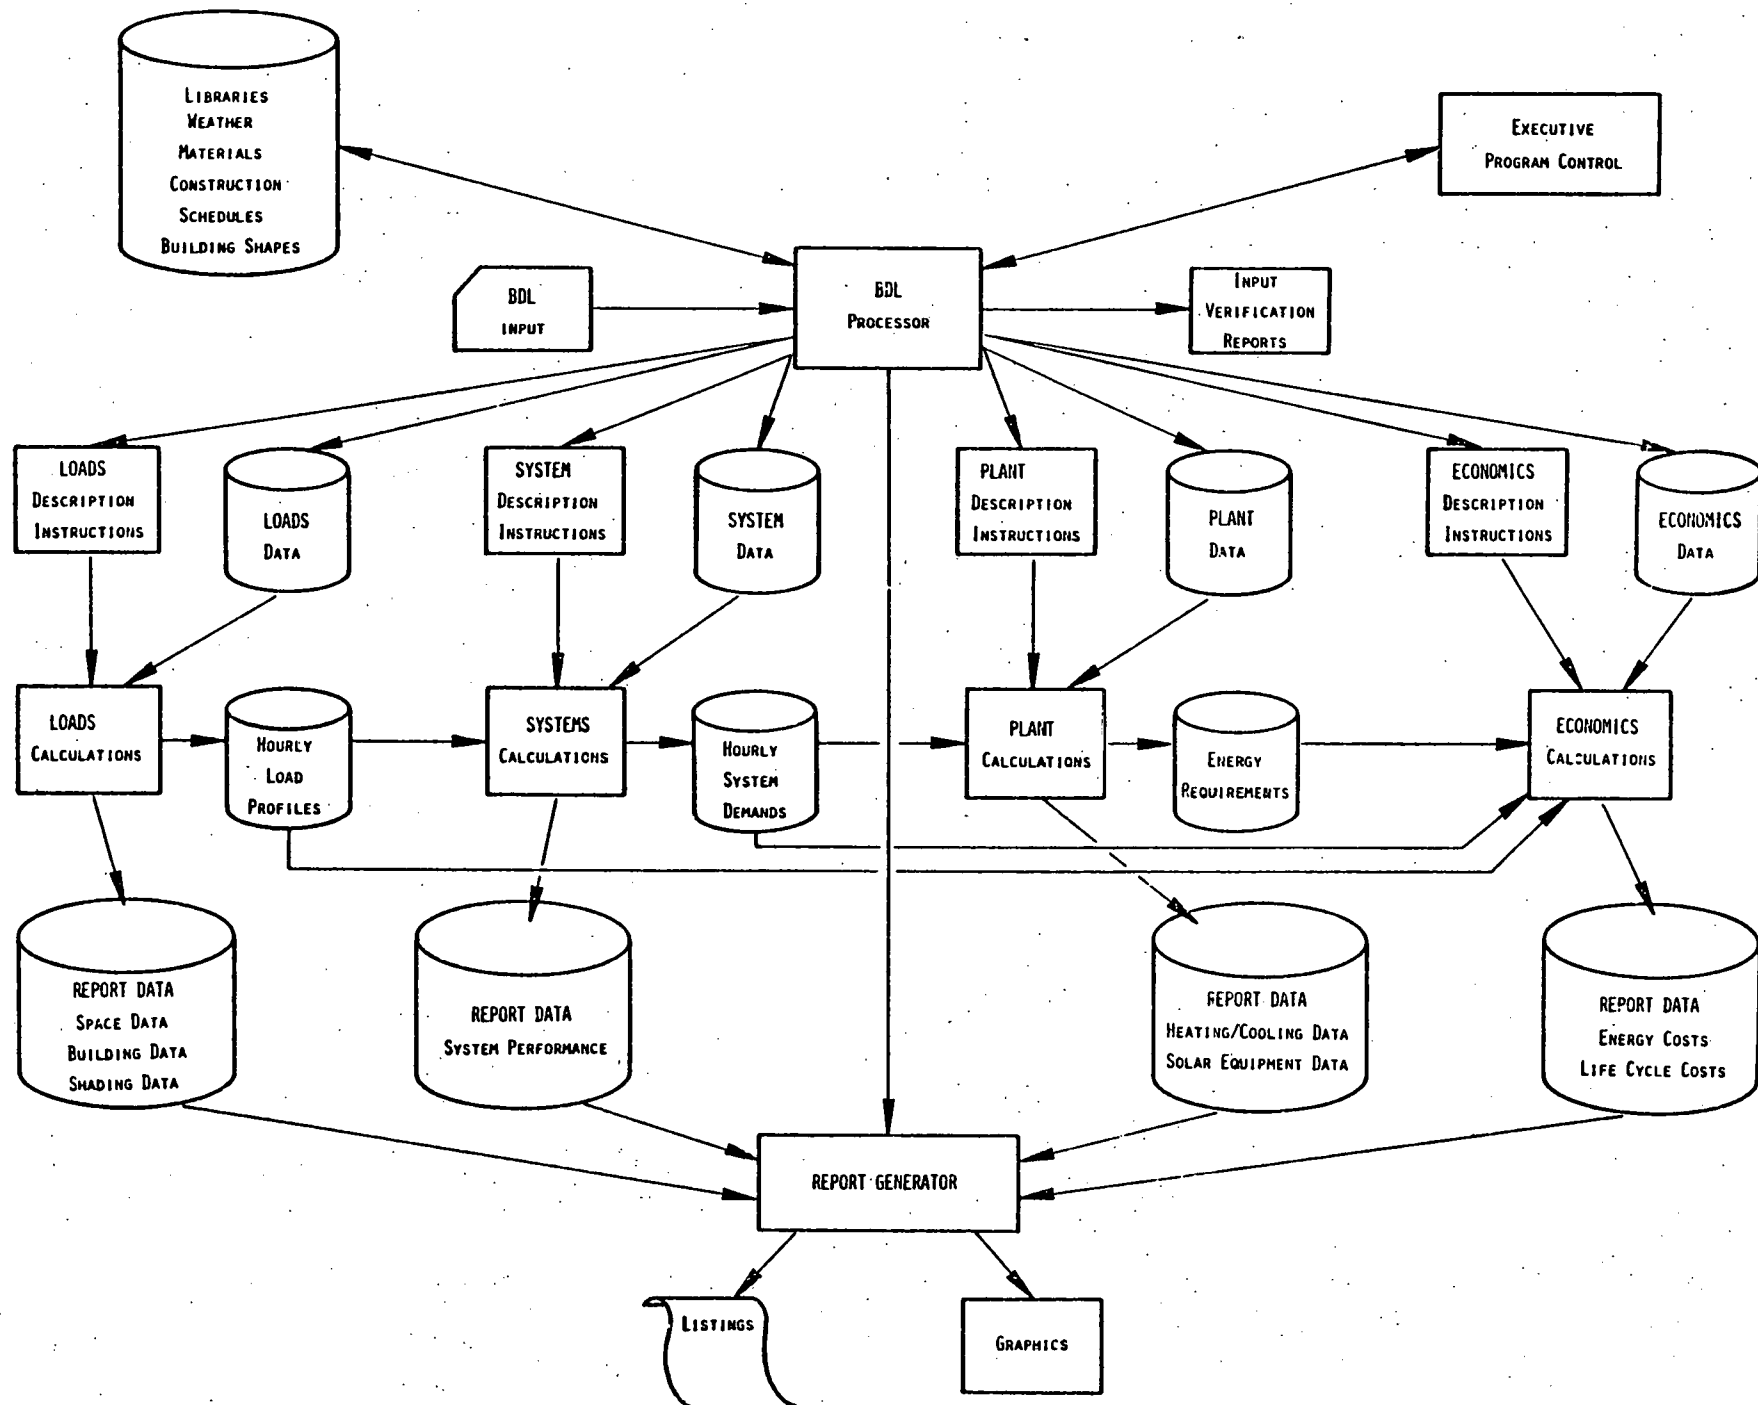 LIBRARIES
WEATHER
MATERIALS
CONSTRUCTION
SCHEDULES
BUILDING SHAPES
EXECUTIVE
PROGRAM CONTROL
BDL
INPUT
BDL
PROCESSOR
INPUT
VERIFICATION
REPORTS
LOADS
DESCRIPTION
INSTRUCTIONS
LOADS
DATA
SYSTEM
DESCRIPTION
INSTRUCTIONS
SYSTEM
DATA
PLANT
DESCRIPTION
INSTRUCTIONS
PLANT
DATA
ECONOMICS
DESCRIPTION
INSTRUCTIONS
ECONOMICS
DATA
LOADS
CALCULATIONS
HOURLY
LOAD
PROFILES
SYSTEMS
CALCULATIONS
HOURLY
SYSTEM
DEMANDS
PLANT
CALCULATIONS
ENERGY
REQUIREMENTS
ECONOMICS
CALCULATIONS
REPORT DATA
SPACE DATA
BUILDING DATA
SHADING DATA
REPORT DATA
SYSTEM PERFORMANCE
REPORT DATA
HEATING/COOLING DATA
SOLAR EQUIPMENT DATA
REPORT DATA
ENERGY COSTS
LIFE CYCLE COSTS
REPORT GENERATOR
LISTINGS
GRAPHICS